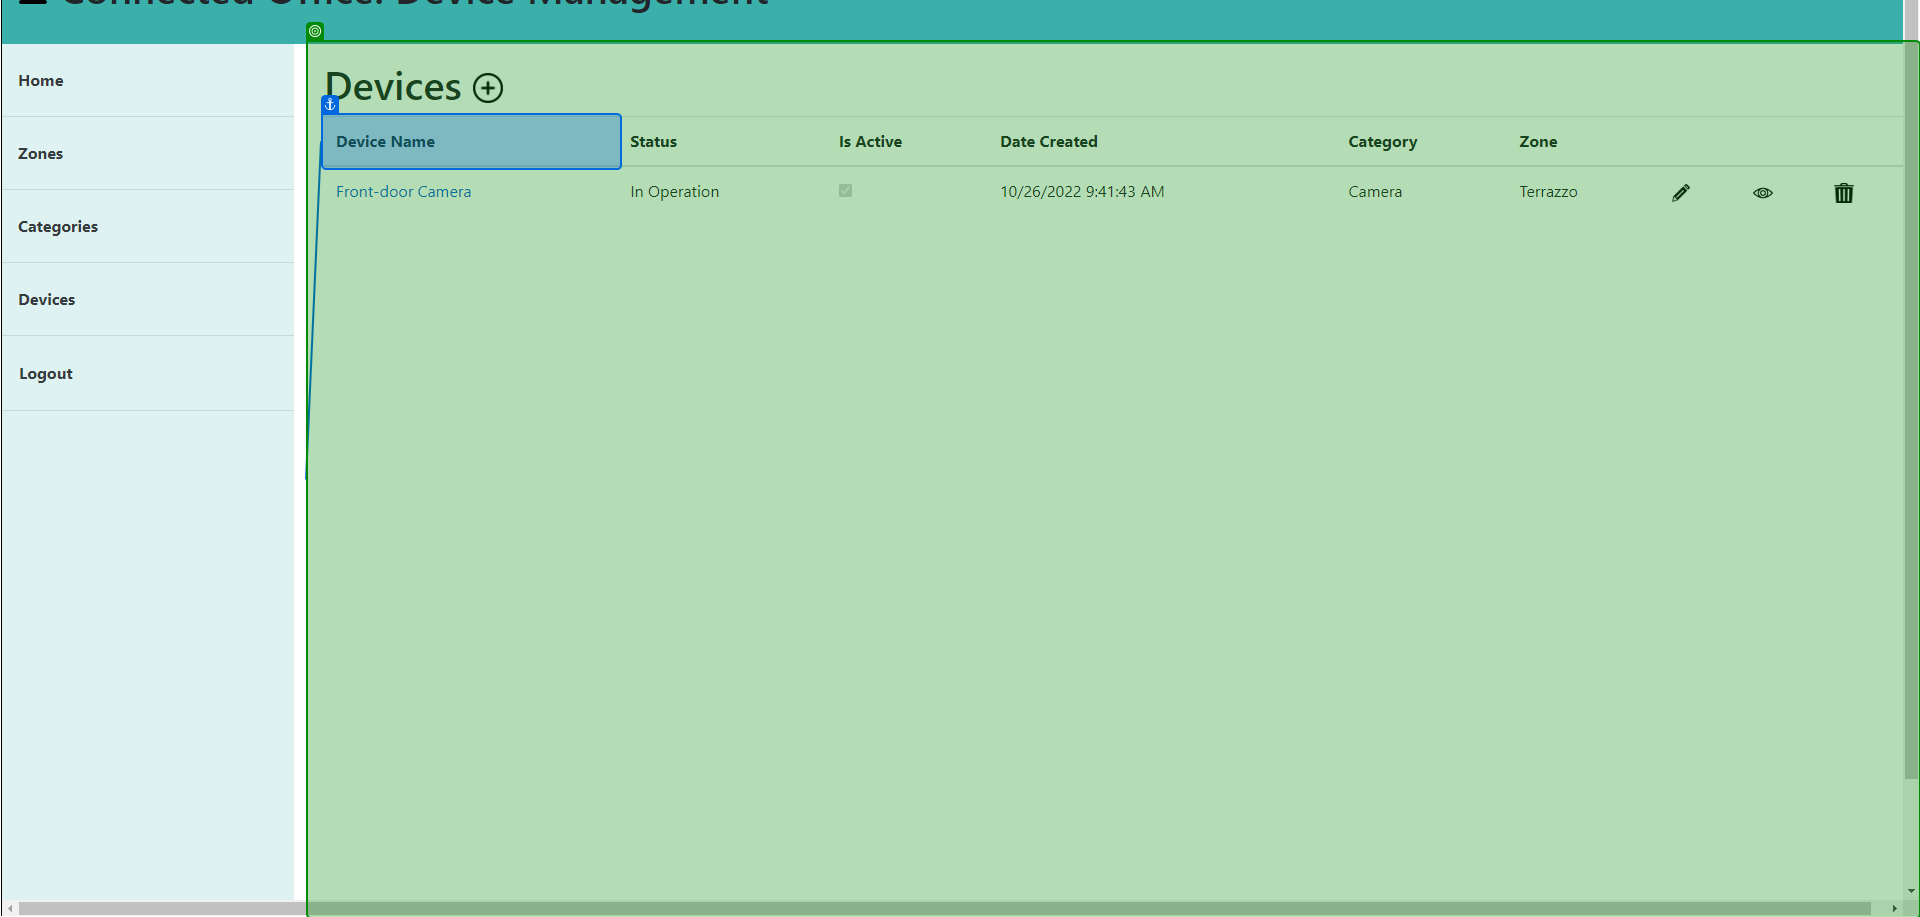 Connected Office: Device Management
Home
Zones
Categories
Devices
Logout
Devices
Device Name Status Is Active Date Created Category Zone
Front-door Camera In Operation 10/26/2022 9:41:43 AM Camera Terrazzo